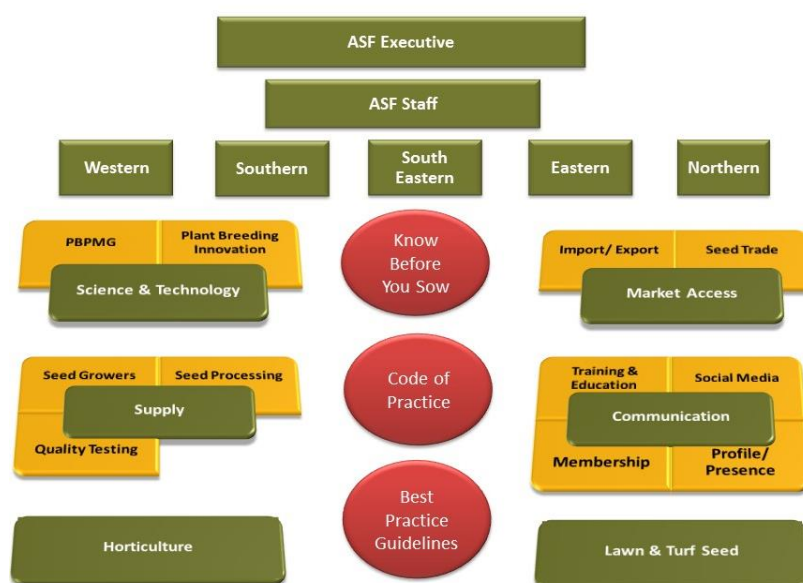 ASF Executive
ASF Staff
Western
Southern
South
Eastern
Eastern
Northern
PBPMG
Plant Breeding
Innovation
Science & Technology
Know
Before
You Sow
Import/ Export
Seed Trade
Market Access
Seed Growers
Seed Processing
Supply
Quality Testing
Code of
Practice
Training &
Education
Social Media
Communication
Membership
Profile/
Presence
Horticulture
Best
Practice
Guidelines
Lawn & Turf Seed